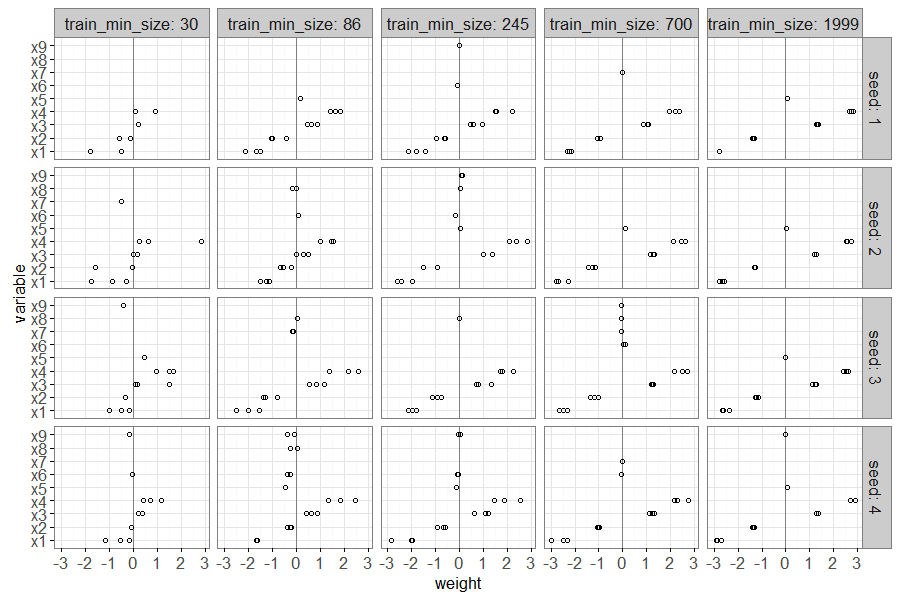 train_min_size: 30 train_min_size: 86 train_min_size: 245 train_min_size: 700 train_min_size: 1999
x9
x8
x7
x6
x5
x4
x3
x2
x1
seed: 1
x9
x8
x7
x6
x5
x4
x3
x2
x1
seed: 2
variable
x9
x8
x7
x6
x5
x4
x3
x2
x1
seed: 3
x9
x8
x7
x6
x5
x4
x3
x2
x1
seed: 4
-3 -2 -1 0 1 2 3 -3 -2 -1 0 1 2 3 -3 -2 -1 0 1 2 3 -3 -2 -1 0 1 2 3 -3 -2 -1 0 1 2 3
weight